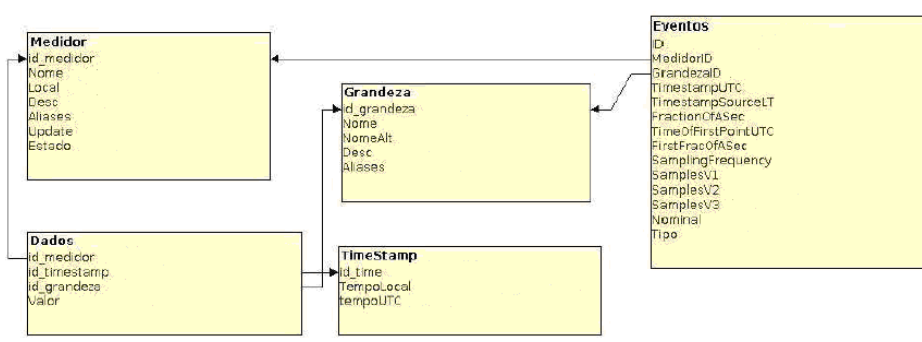 Medidor
id_medidor
Nome
Local
Desc
Aliases
Update
Estado
Grandeza
id_grandeza
Nome
NomeAlt
Desc
Aliases
Eventos
ID
MedidorID
GrandezaID
TimestampUTC
TimestampSourceLT
FractionOfASec
TimeOfFirstPointUTC
FirstFracOfASec
SamplingFrequency
SamplesV1
SamplesV2
SamplesV3
Nominal
Tipo
Dados
id_medidor
id_timestamp
id_grandeza
Valor
TimeStamp
id_time
TempoLocal
tempoUTC